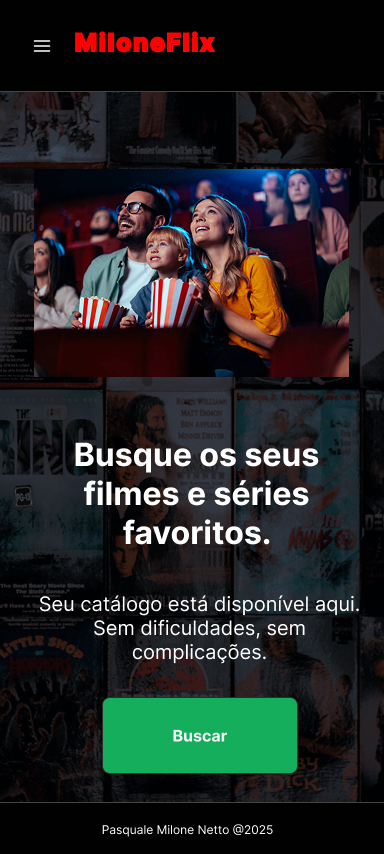 MiloneFlix
Busque os seus
filmes e séries
favoritos.
Seu catálogo está disponível aqui.
Sem dificuldades, sem
complicações.
Buscar
Pasquale Milone Netto @2025